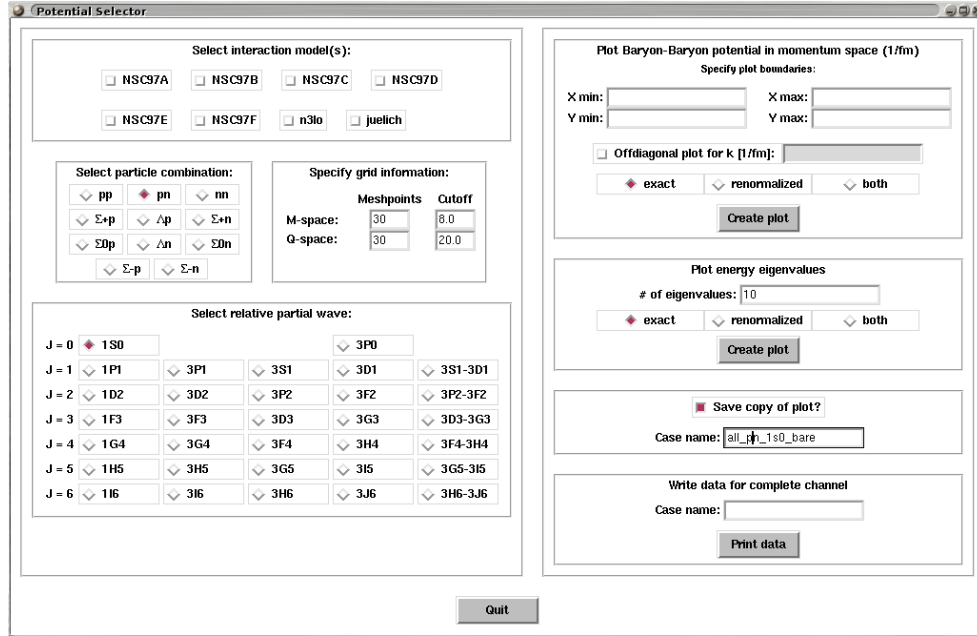 Potential Selector
Select interaction model(s):
NSC97A NSC97B NSC97C NSC97D
NSC97E NSC97F n3lo juelich
Select particle combination:
pp pn nn
Σ+p Λp Σ+n
Σ0p Λn Σ0n
Σ-p Σ-n
Specify grid information:
Meshpoints Cutoff
M-space: 30 8.0
Q-space: 30 20.0
Select relative partial wave:
J = 0 1S0 3P0
J = 1 1P1 3P1 3S1 3D1 3S1-3D1
J = 2 1D2 3D2 3P2 3F2 3P2-3F2
J = 3 1F3 3F3 3D3 3G3 3D3-3G3
J = 4 1G4 3G4 3F4 3H4 3F4-3H4
J = 5 1H5 3H5 3G5 3I5 3G5-3I5
J = 6 1I6 3I6 3H6 3J6 3H6-3J6
Plot Baryon-Baryon potential in momentum space (1/fm)
Specify plot boundaries:
X min: X max:
Y min: Y max:
Offdiagonal plot for k [1/fm]:
exact renormalized both
Create plot
Plot energy eigenvalues
# of eigenvalues: 10
exact renormalized both
Create plot
Save copy of plot?
Case name: all_pn_1s0_bare
Write data for complete channel
Case name:
Print data
Quit